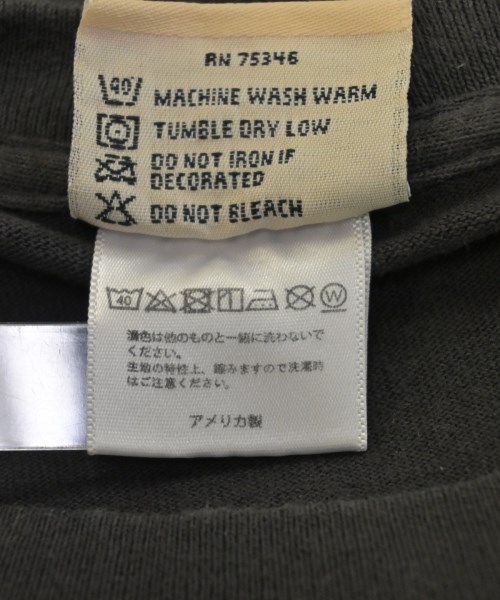 RN 75346
40°
MACHINE WASH WARM
TUMBLE DRY LOW
DO NOT IRON IF
DECORATED
DO NOT BLEACH
40
W
濃色は他のものと一緒に洗わないで
ください。
生地の特性上、縮みますので洗濯時
はご注意ください。
アメリカ製